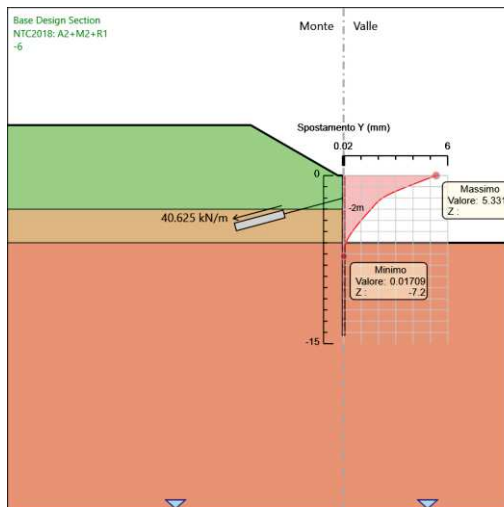 Base Design Section
NTC2018: A2+M2+R1
-6
Monte
Valle
Spostamento Y (mm)
0.02
6
0
Massimo
Valore: 5.331
Z :
-2m
40.625 kN/m
Minimo
Valore: 0.01709
Z : -7.2
-15